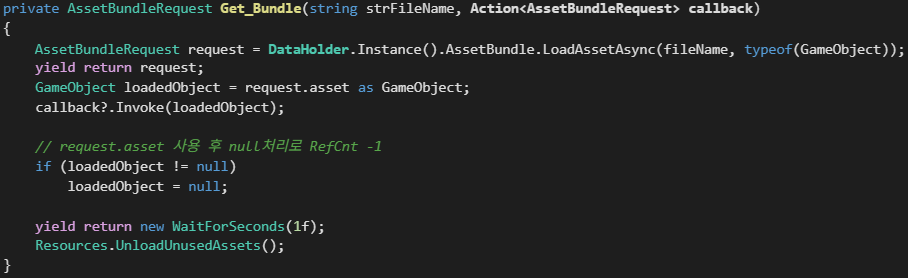 private AssetBundleRequest Get_Bundle(string strFileName, Action<AssetBundleRequest> callback)
{
    AssetBundleRequest request = DataHolder.Instance().AssetBundle.LoadAssetAsync(fileName, typeof(GameObject));
    yield return request;
    GameObject loadedObject = request.asset as GameObject;
    callback?.Invoke(loadedObject);

    // request.asset 사용 후 null처리로 RefCnt -1
    if (loadedObject != null)
        loadedObject = null;

    yield return new WaitForSeconds(1f);
    Resources.UnloadUnusedAssets();
}